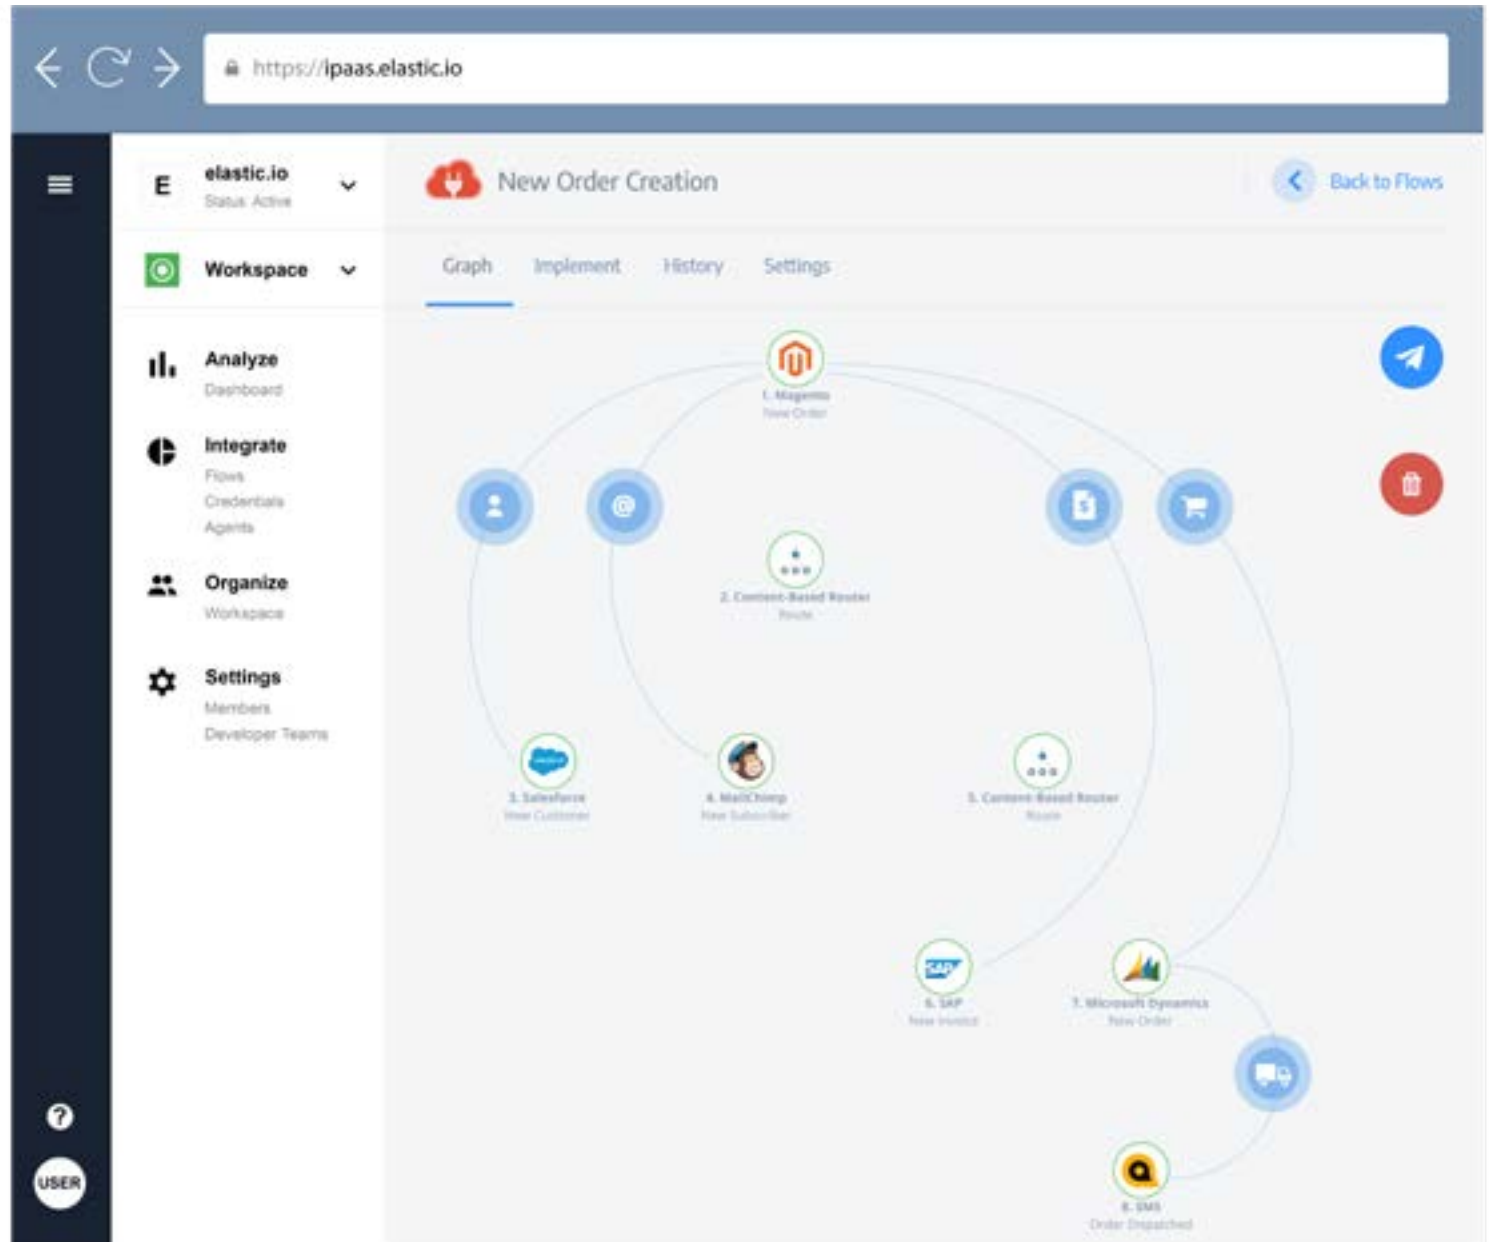 https://ipaas.elastic.io
E
elastic.io
Status: Active
New Order Creation
Back to Flows
Workspace
Graph
Implement
History
Settings
1. Magento
New Order
Analyze
Dashboard
Integrate
Flows
Credentials
Agents
@
$
2. Content-Based Router
Route
Organize
Workspace
Settings
Members
Developer Teams
3. Salesforce
New Customer
4. MailChimp
New Subscriber
5. Content-Based Router
Route
SAP
6. SAP
New Invoice
7. Microsoft Dynamics
New Order
?
USER
8. SMS
Order Dispatched